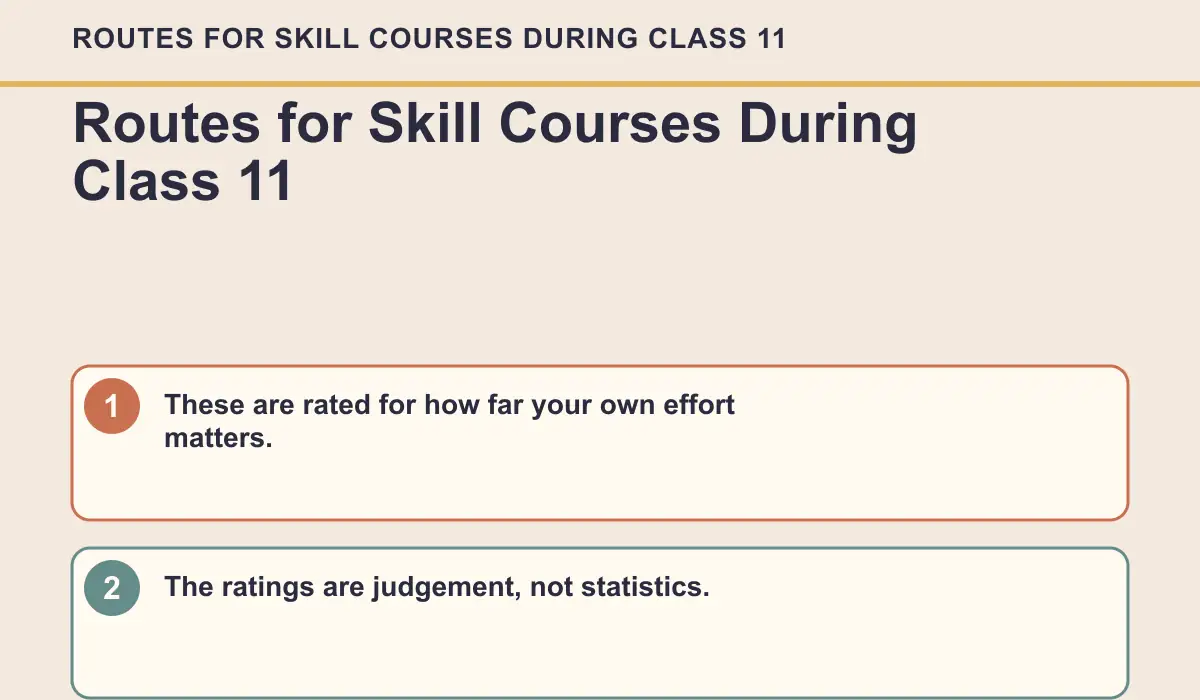 ROUTES FOR SKILL COURSES DURING CLASS 11
Routes for Skill Courses During
Class 11
1
These are rated for how far your own effort
matters.
2
The ratings are judgement, not statistics.